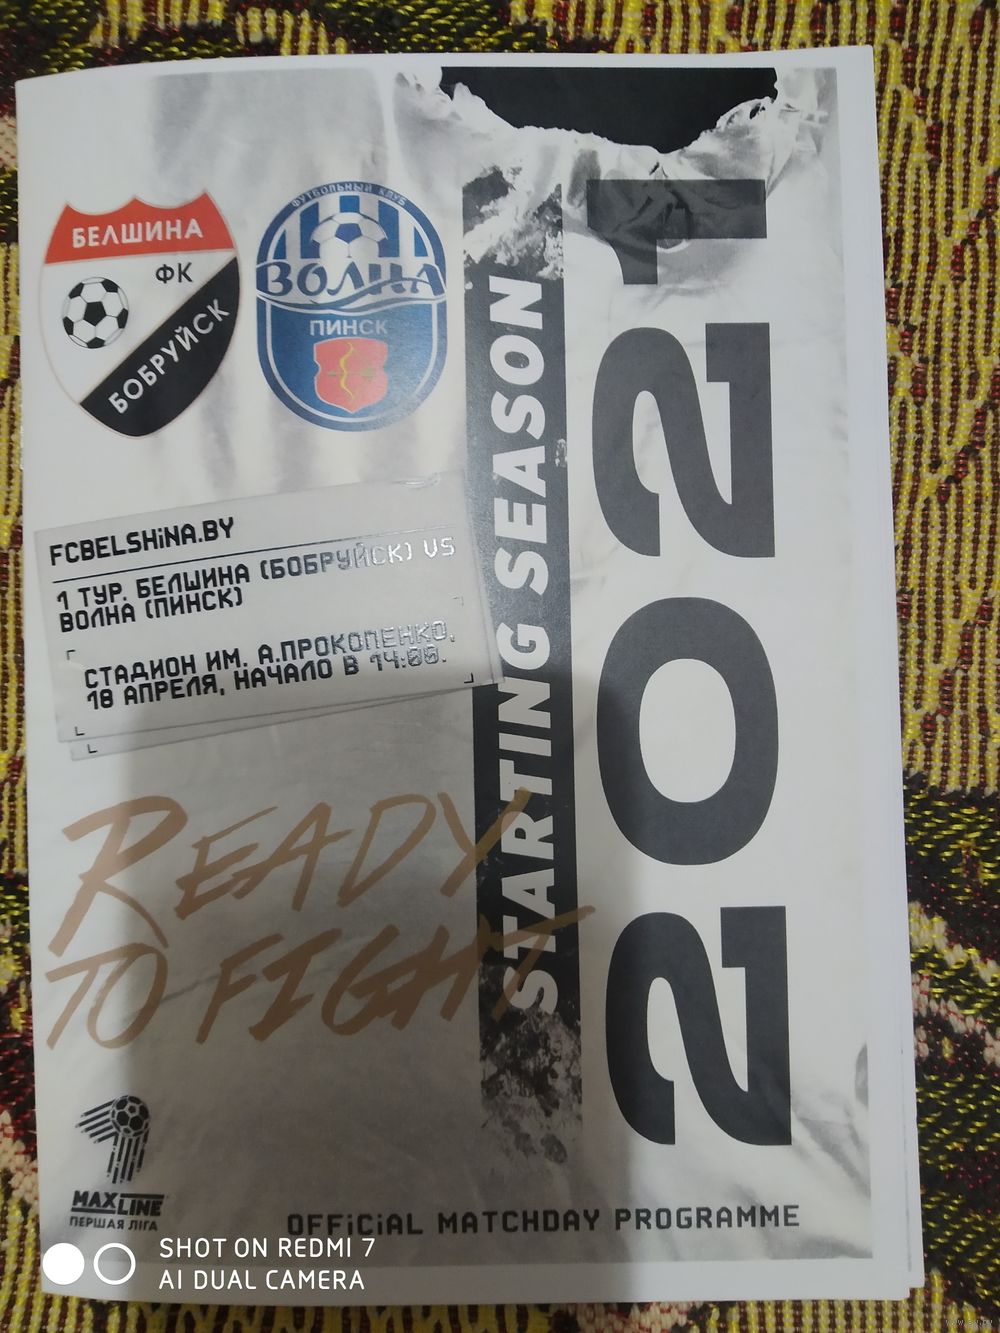 БЕЛШИНА
ФК
БОБРУЙСК
ФУТБОЛЬНЫЙ КЛУБ
ВОЛНА
ПИНСК
FCBELSHiNA.BY
1 ТУР. БЕЛШИНА (БОБРУЙСК) VS
ВОЛНА (ПИНСК)
СТАДИОН ИМ. А.ПРОКОПЕНКО,
18 АПРЕЛЯ, НАЧАЛО В 14:00.
STARTING SEASON
2021
READY
TO FIGHT
MAXLINE
ПЕРШАЯ ЛІГА
OFFiCiAL MATCHDAY PROGRAMME
SHOT ON REDMI 7
AI DUAL CAMERA